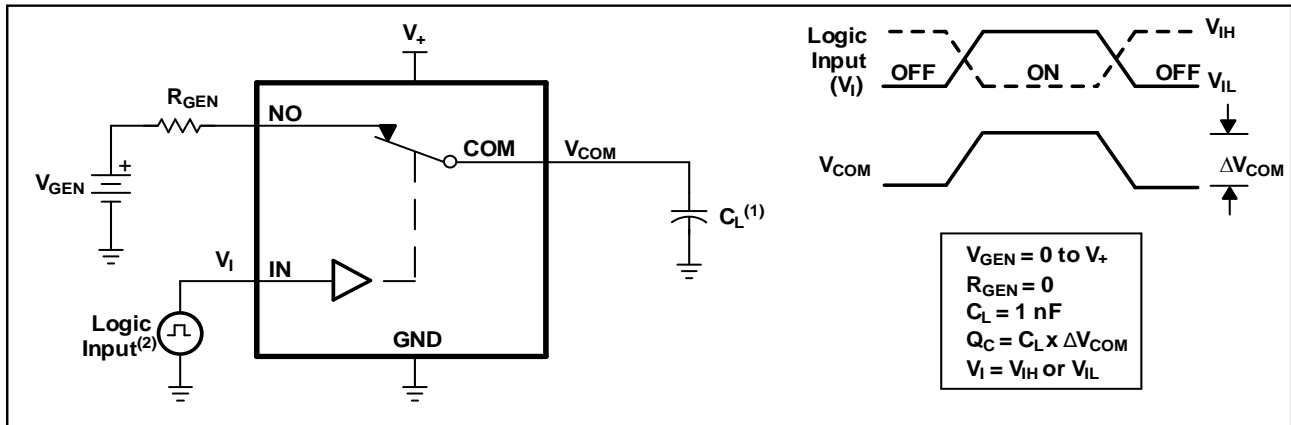 V+
RGEN
NO
COM
VCOM
VGEN
+
CL(1)
VI
IN
Logic
Input(2)
GND
Logic
Input
(VI)
VIH
OFF
ON
OFF
VIL
VCOM
ΔVCOM
VGEN = 0 to V+
RGEN = 0
CL = 1 nF
QC = CL x ΔVCOM
VI = VIH or VIL